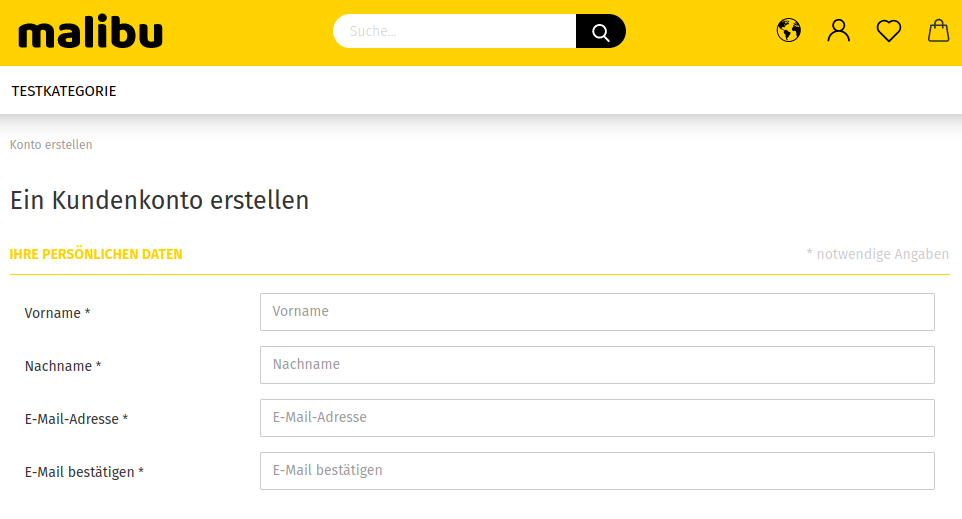 malibu
Suche...
TESTKATEGORIE
Konto erstellen
Ein Kundenkonto erstellen
IHRE PERSÖNLICHEN DATEN
* notwendige Angaben
Vorname *
Vorname
Nachname *
Nachname
E-Mail-Adresse *
E-Mail-Adresse
E-Mail bestätigen *
E-Mail bestätigen